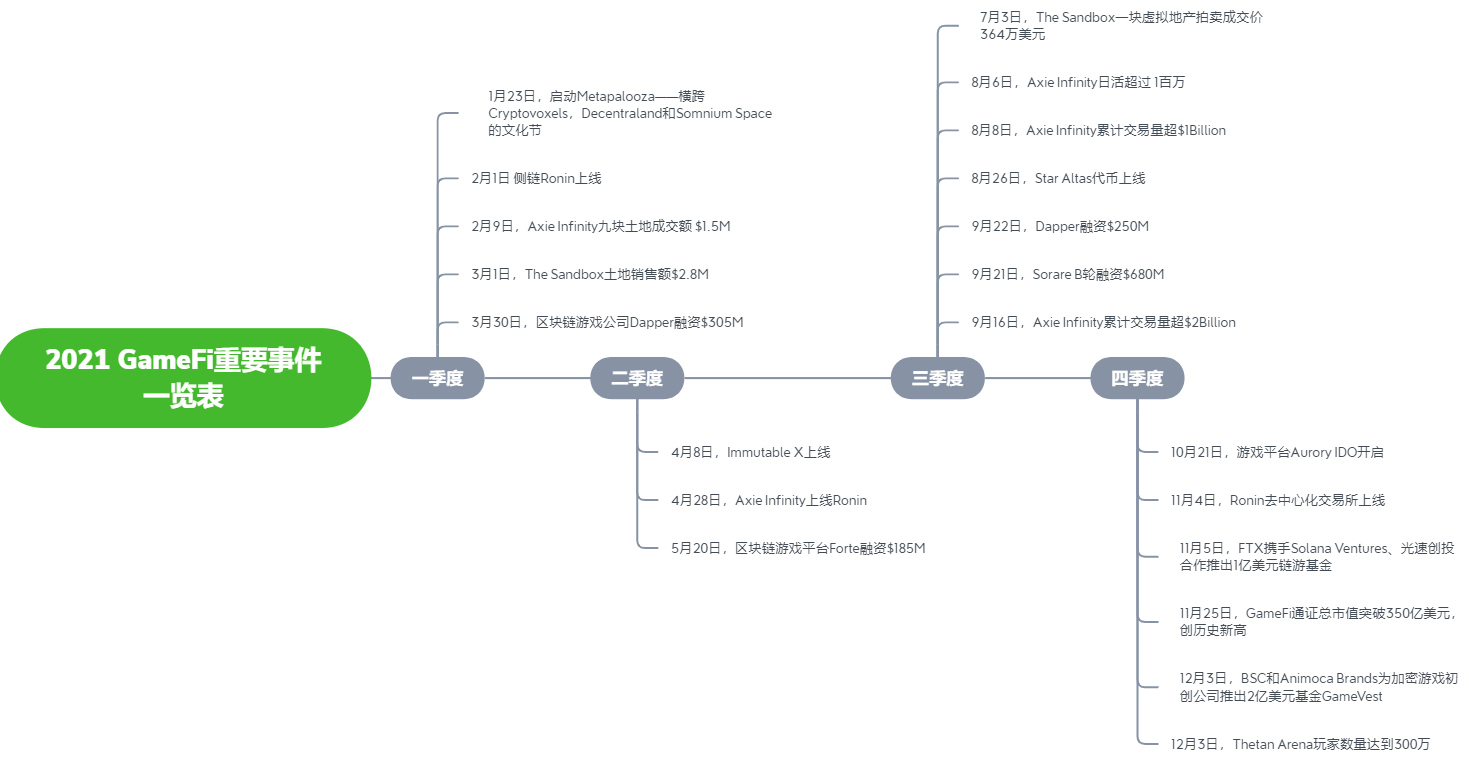 2021 GameFi重要事件
一览表
一季度
1月23日，启动Metapalooza——横跨
Cryptovoxels，Decentraland和Somnium Space
的文化节
2月1日 侧链Ronin上线
2月9日，Axie Infinity九块土地成交额 $1.5M
3月1日，The Sandbox土地销售额$2.8M
3月30日，区块链游戏公司Dapper融资$305M
二季度
4月8日，Immutable X上线
4月28日，Axie Infinity上线Ronin
5月20日，区块链游戏平台Forte融资$185M
三季度
7月3日，The Sandbox一块虚拟地产拍卖成交价
364万美元
8月6日，Axie Infinity日活超过 1百万
8月8日，Axie Infinity累计交易量超$1Billion
8月26日，Star Altas代币上线
9月22日，Dapper融资$250M
9月21日，Sorare B轮融资$680M
9月16日，Axie Infinity累计交易量超$2Billion
四季度
10月21日，游戏平台Aurory IDO开启
11月4日，Ronin去中心化交易所上线
11月5日，FTX携手Solana Ventures、光速创投
合作推出1亿美元链游基金
11月25日，GameFi通证总市值突破350亿美元，
创历史新高
12月3日，BSC和Animoca Brands为加密游戏初
创公司推出2亿美元基金GameVest
12月3日，Thetan Arena玩家数量达到300万